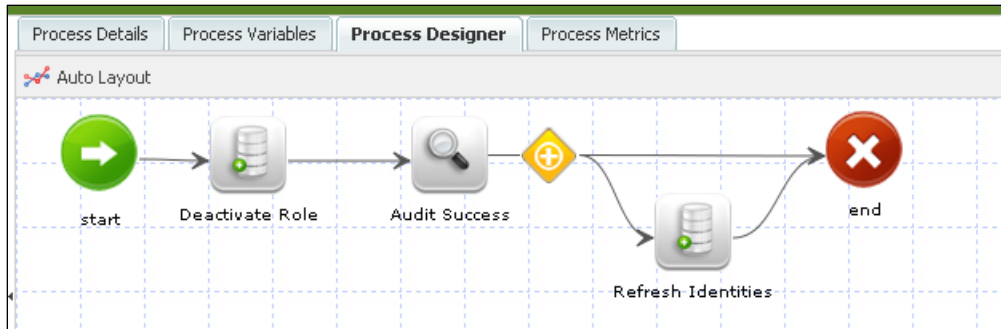 Process Details Process Variables Process Designer Process Metrics
Auto Layout
start
Deactivate Role
Audit Success
end
Refresh Identities